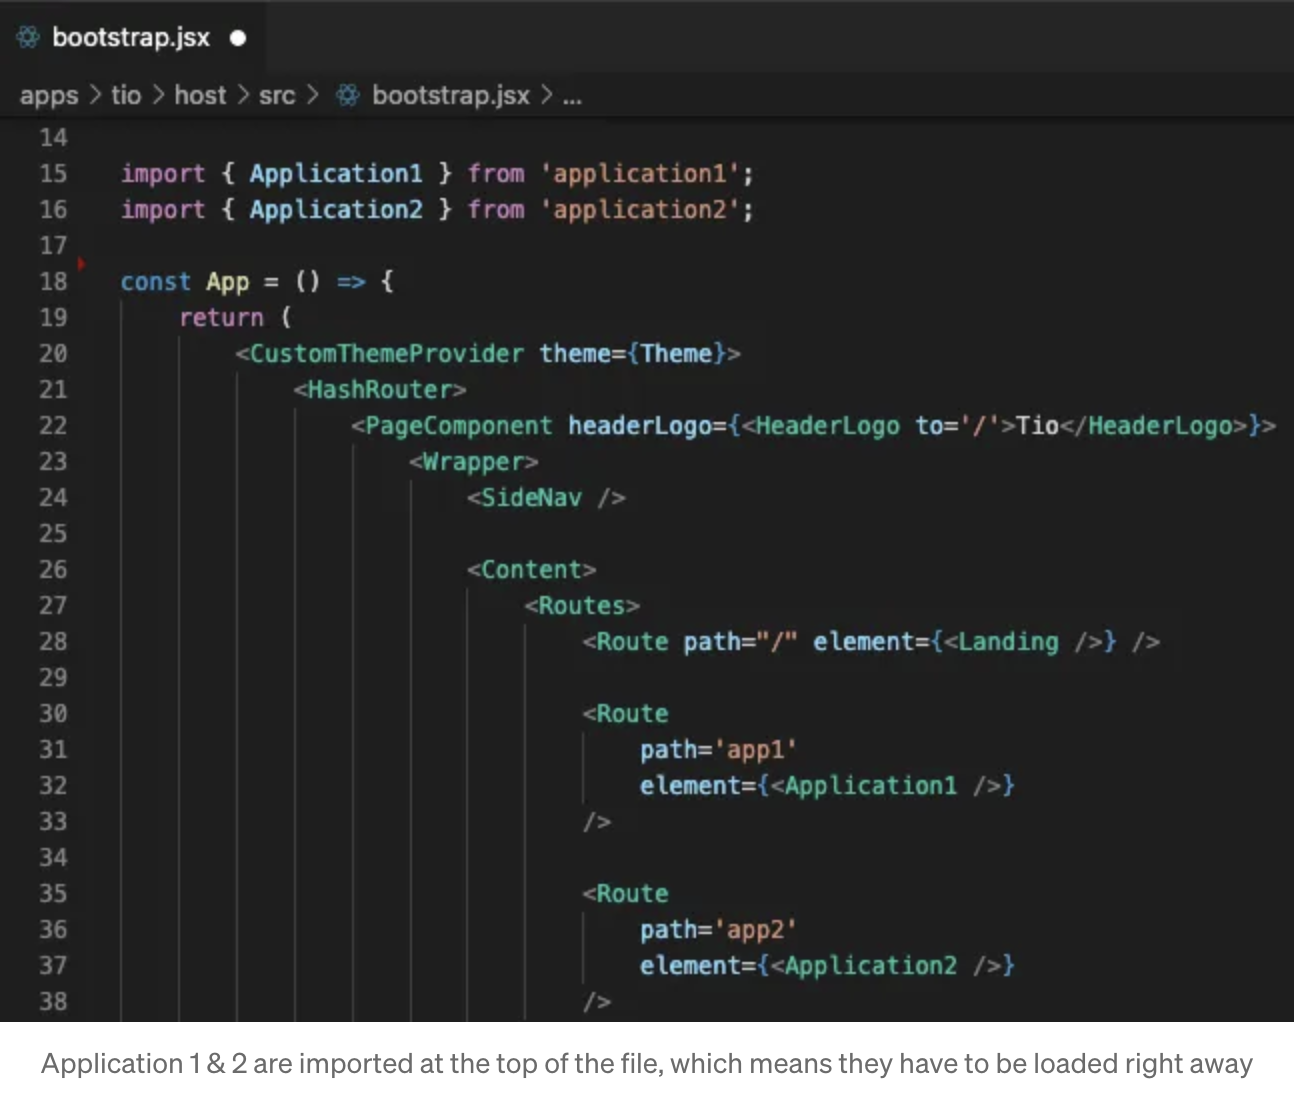 bootstrap.jsx
apps > tio > host > src > bootstrap.jsx > ...
14
15 import { Application1 } from 'application1';
16 import { Application2 } from 'application2';
17
18 const App = () => {
19 return (
20 <CustomThemeProvider theme={Theme}>
21 <HashRouter>
22 <PageComponent headerLogo={<HeaderLogo to='/'>Tio</HeaderLogo>}>
23 <Wrapper>
24 <SideNav />
25
26 <Content>
27 <Routes>
28 <Route path="/" element={<Landing />} />
29
30 <Route
31 path='app1'
32 element={<Application1 />}
33 />
34
35 <Route
36 path='app2'
37 element={<Application2 />}
38 />
Application 1 & 2 are imported at the top of the file, which means they have to be loaded right away